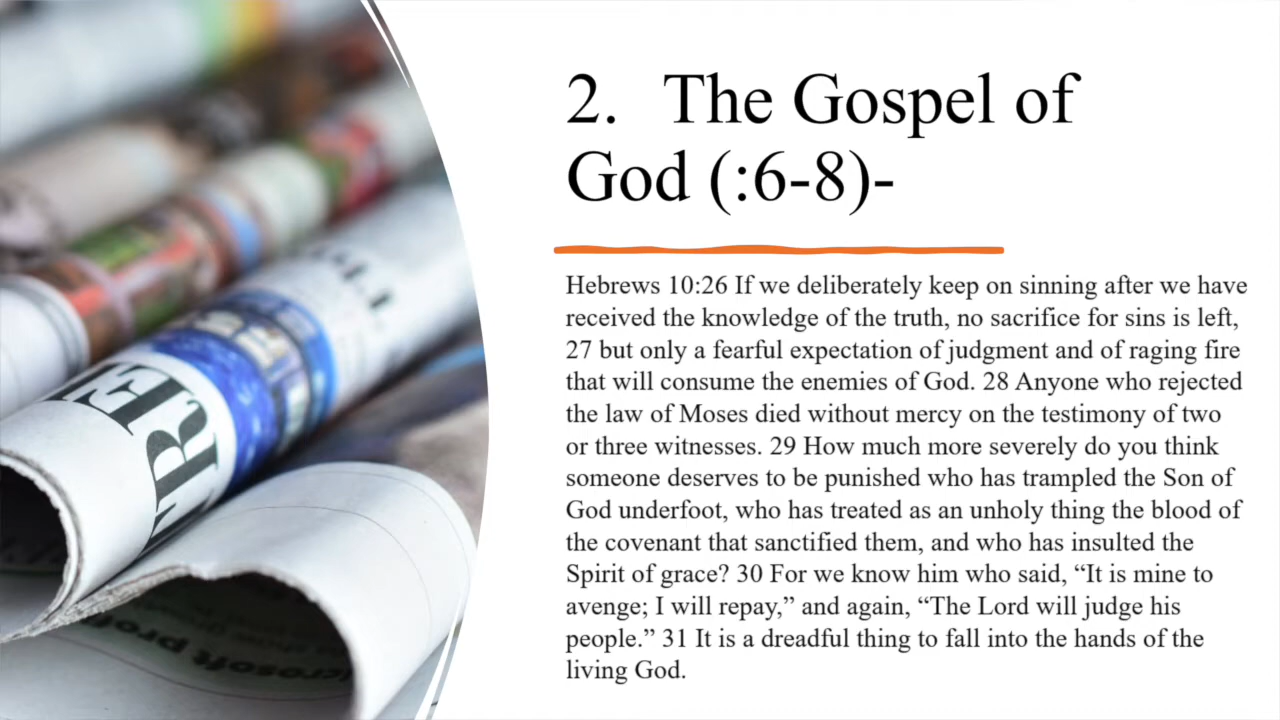 2. The Gospel of
God (:6-8)-
Hebrews 10:26 If we deliberately keep on sinning after we have
received the knowledge of the truth, no sacrifice for sins is left,
27 but only a fearful expectation of judgment and of raging fire
that will consume the enemies of God. 28 Anyone who rejected
the law of Moses died without mercy on the testimony of two
or three witnesses. 29 How much more severely do you think
someone deserves to be punished who has trampled the Son of
God underfoot, who has treated as an unholy thing the blood of
the covenant that sanctified them, and who has insulted the
Spirit of grace? 30 For we know him who said, “It is mine to
avenge; I will repay,” and again, “The Lord will judge his
people.” 31 It is a dreadful thing to fall into the hands of the
living God.